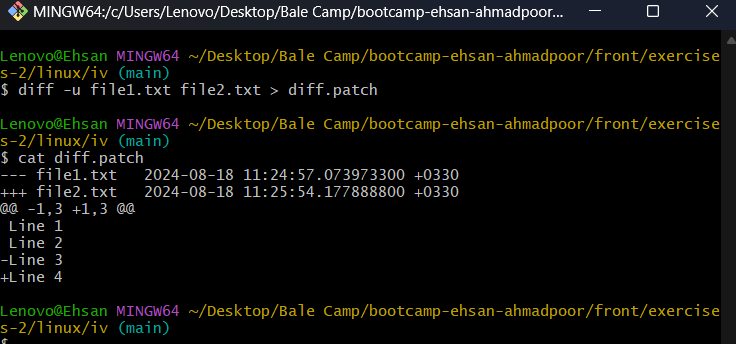 MINGW64:/c/Users/Lenovo/Desktop/Bale Camp/bootcamp-ehsan-ahmadpoor...
Lenovo@Ehsan MINGW64 ~/Desktop/Bale Camp/bootcamp-ehsan-ahmadpoor/front/exercise
s-2/linux/iv (main)
$ diff -u file1.txt file2.txt > diff.patch
Lenovo@Ehsan MINGW64 ~/Desktop/Bale Camp/bootcamp-ehsan-ahmadpoor/front/exercise
s-2/linux/iv (main)
$ cat diff.patch
--- file1.txt   2024-08-18 11:24:57.073973300 +0330
+++ file2.txt   2024-08-18 11:25:54.177888800 +0330
@@ -1,3 +1,3 @@
 Line 1
 Line 2
-Line 3
+Line 4
Lenovo@Ehsan MINGW64 ~/Desktop/Bale Camp/bootcamp-ehsan-ahmadpoor/front/exercise
s-2/linux/iv (main)
$